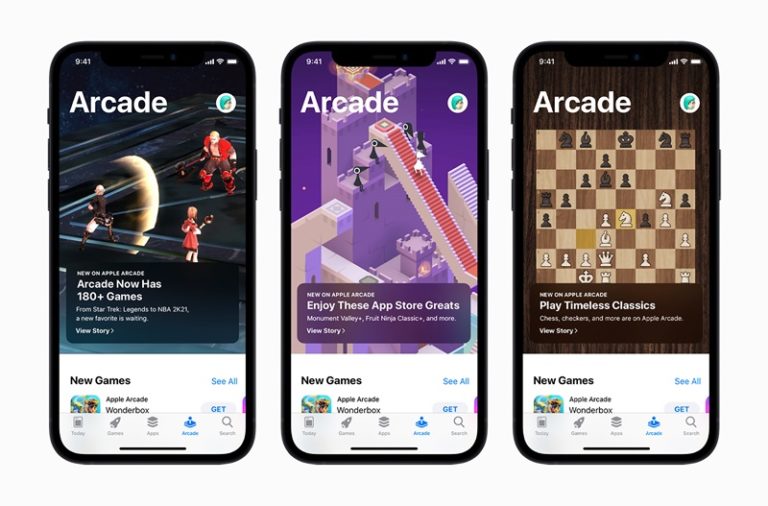 9:41
Arcade
NEW ON APPLE ARCADE
Arcade Now Has
180+ Games
From Star Trek: Legends to NBA 2K21,
a new favorite is waiting.
View Story
New Games
See All
Apple Arcade
Wonderbox
GET
Today
Games
Apps
Arcade
Search
9:41
Arcade
NEW ON APPLE ARCADE
Enjoy These App Store Greats
Monument Valley+, Fruit Ninja Classic+, and more.
View Story
New Games
See All
Apple Arcade
Wonderbox
GET
Today
Games
Apps
Arcade
Search
9:41
Arcade
NEW ON APPLE ARCADE
Play Timeless Classics
Chess, checkers, and more are on Apple Arcade.
View Story
New Games
See All
Apple Arcade
Wonderbox
GET
Today
Games
Apps
Arcade
Search